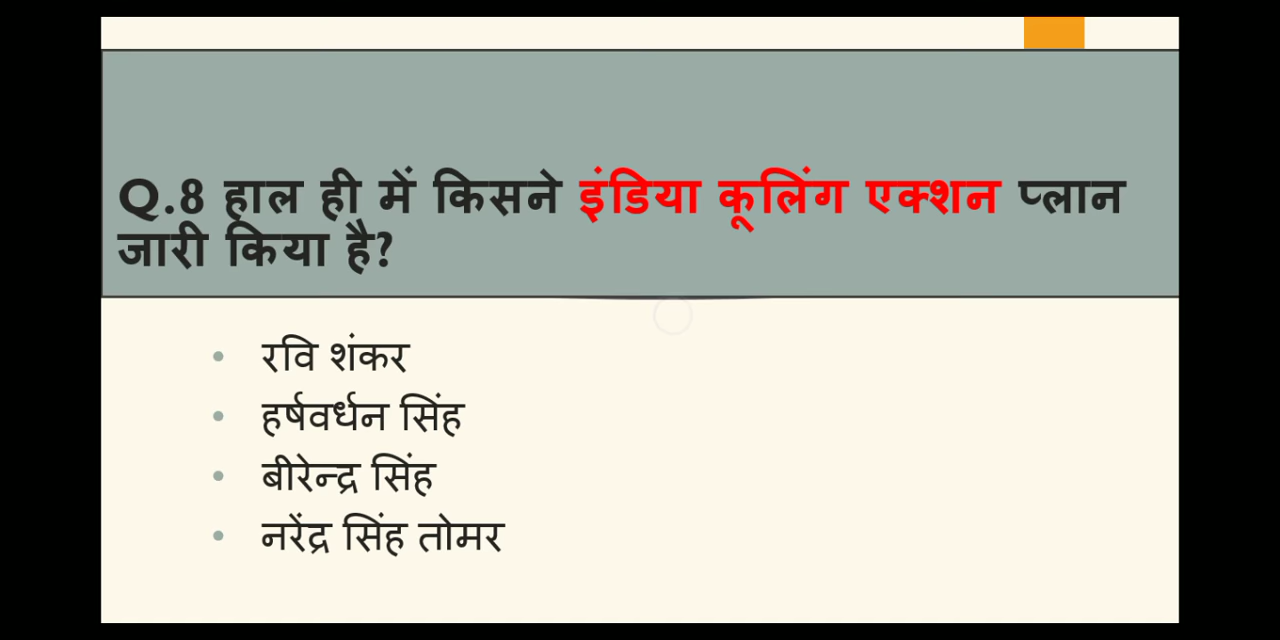 Q.8 हाल ही में किसने इंडिया कूलिंग एक्शन प्लान
जारी किया है?
• रवि शंकर
• हर्षवर्धन सिंह
• बीरेन्द्र सिंह
• नरेंद्र सिंह तोमर